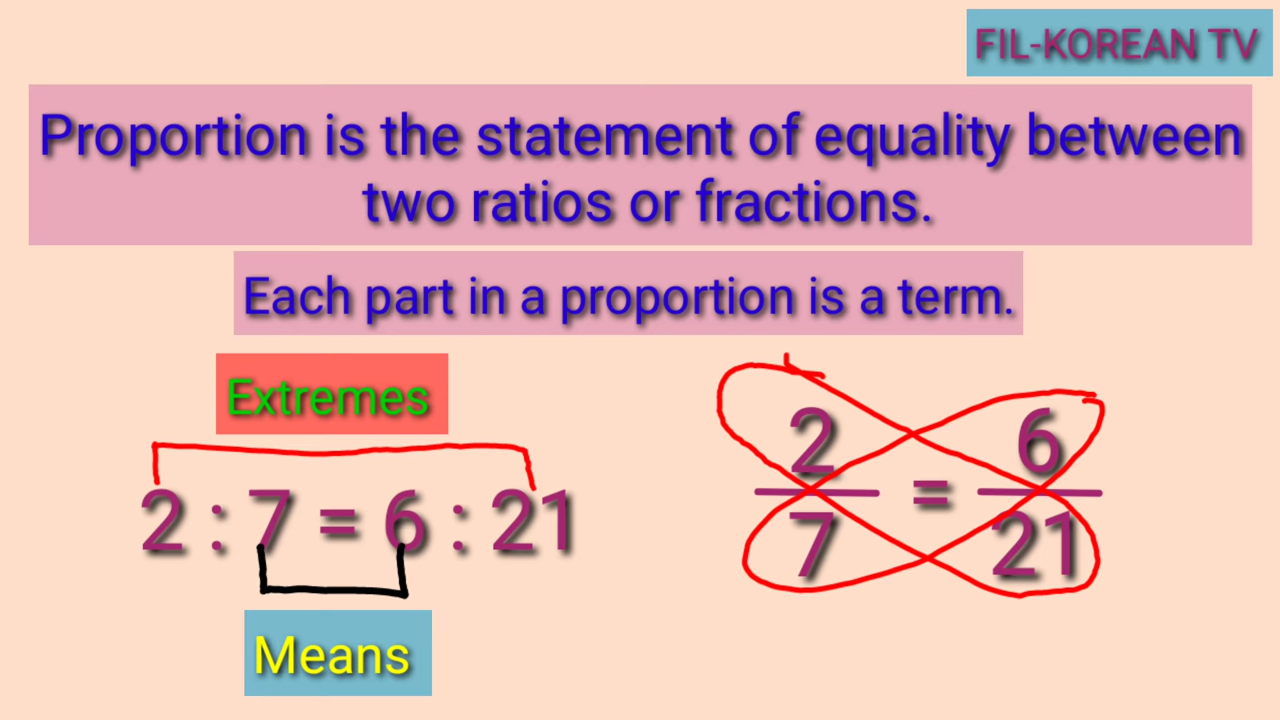 FIL-KOREAN TV
Proportion is the statement of equality between
two ratios or fractions.
Each part in a proportion is a term.
Extremes
2 : 7 = 6 : 21
Means
2
7
=
6
21